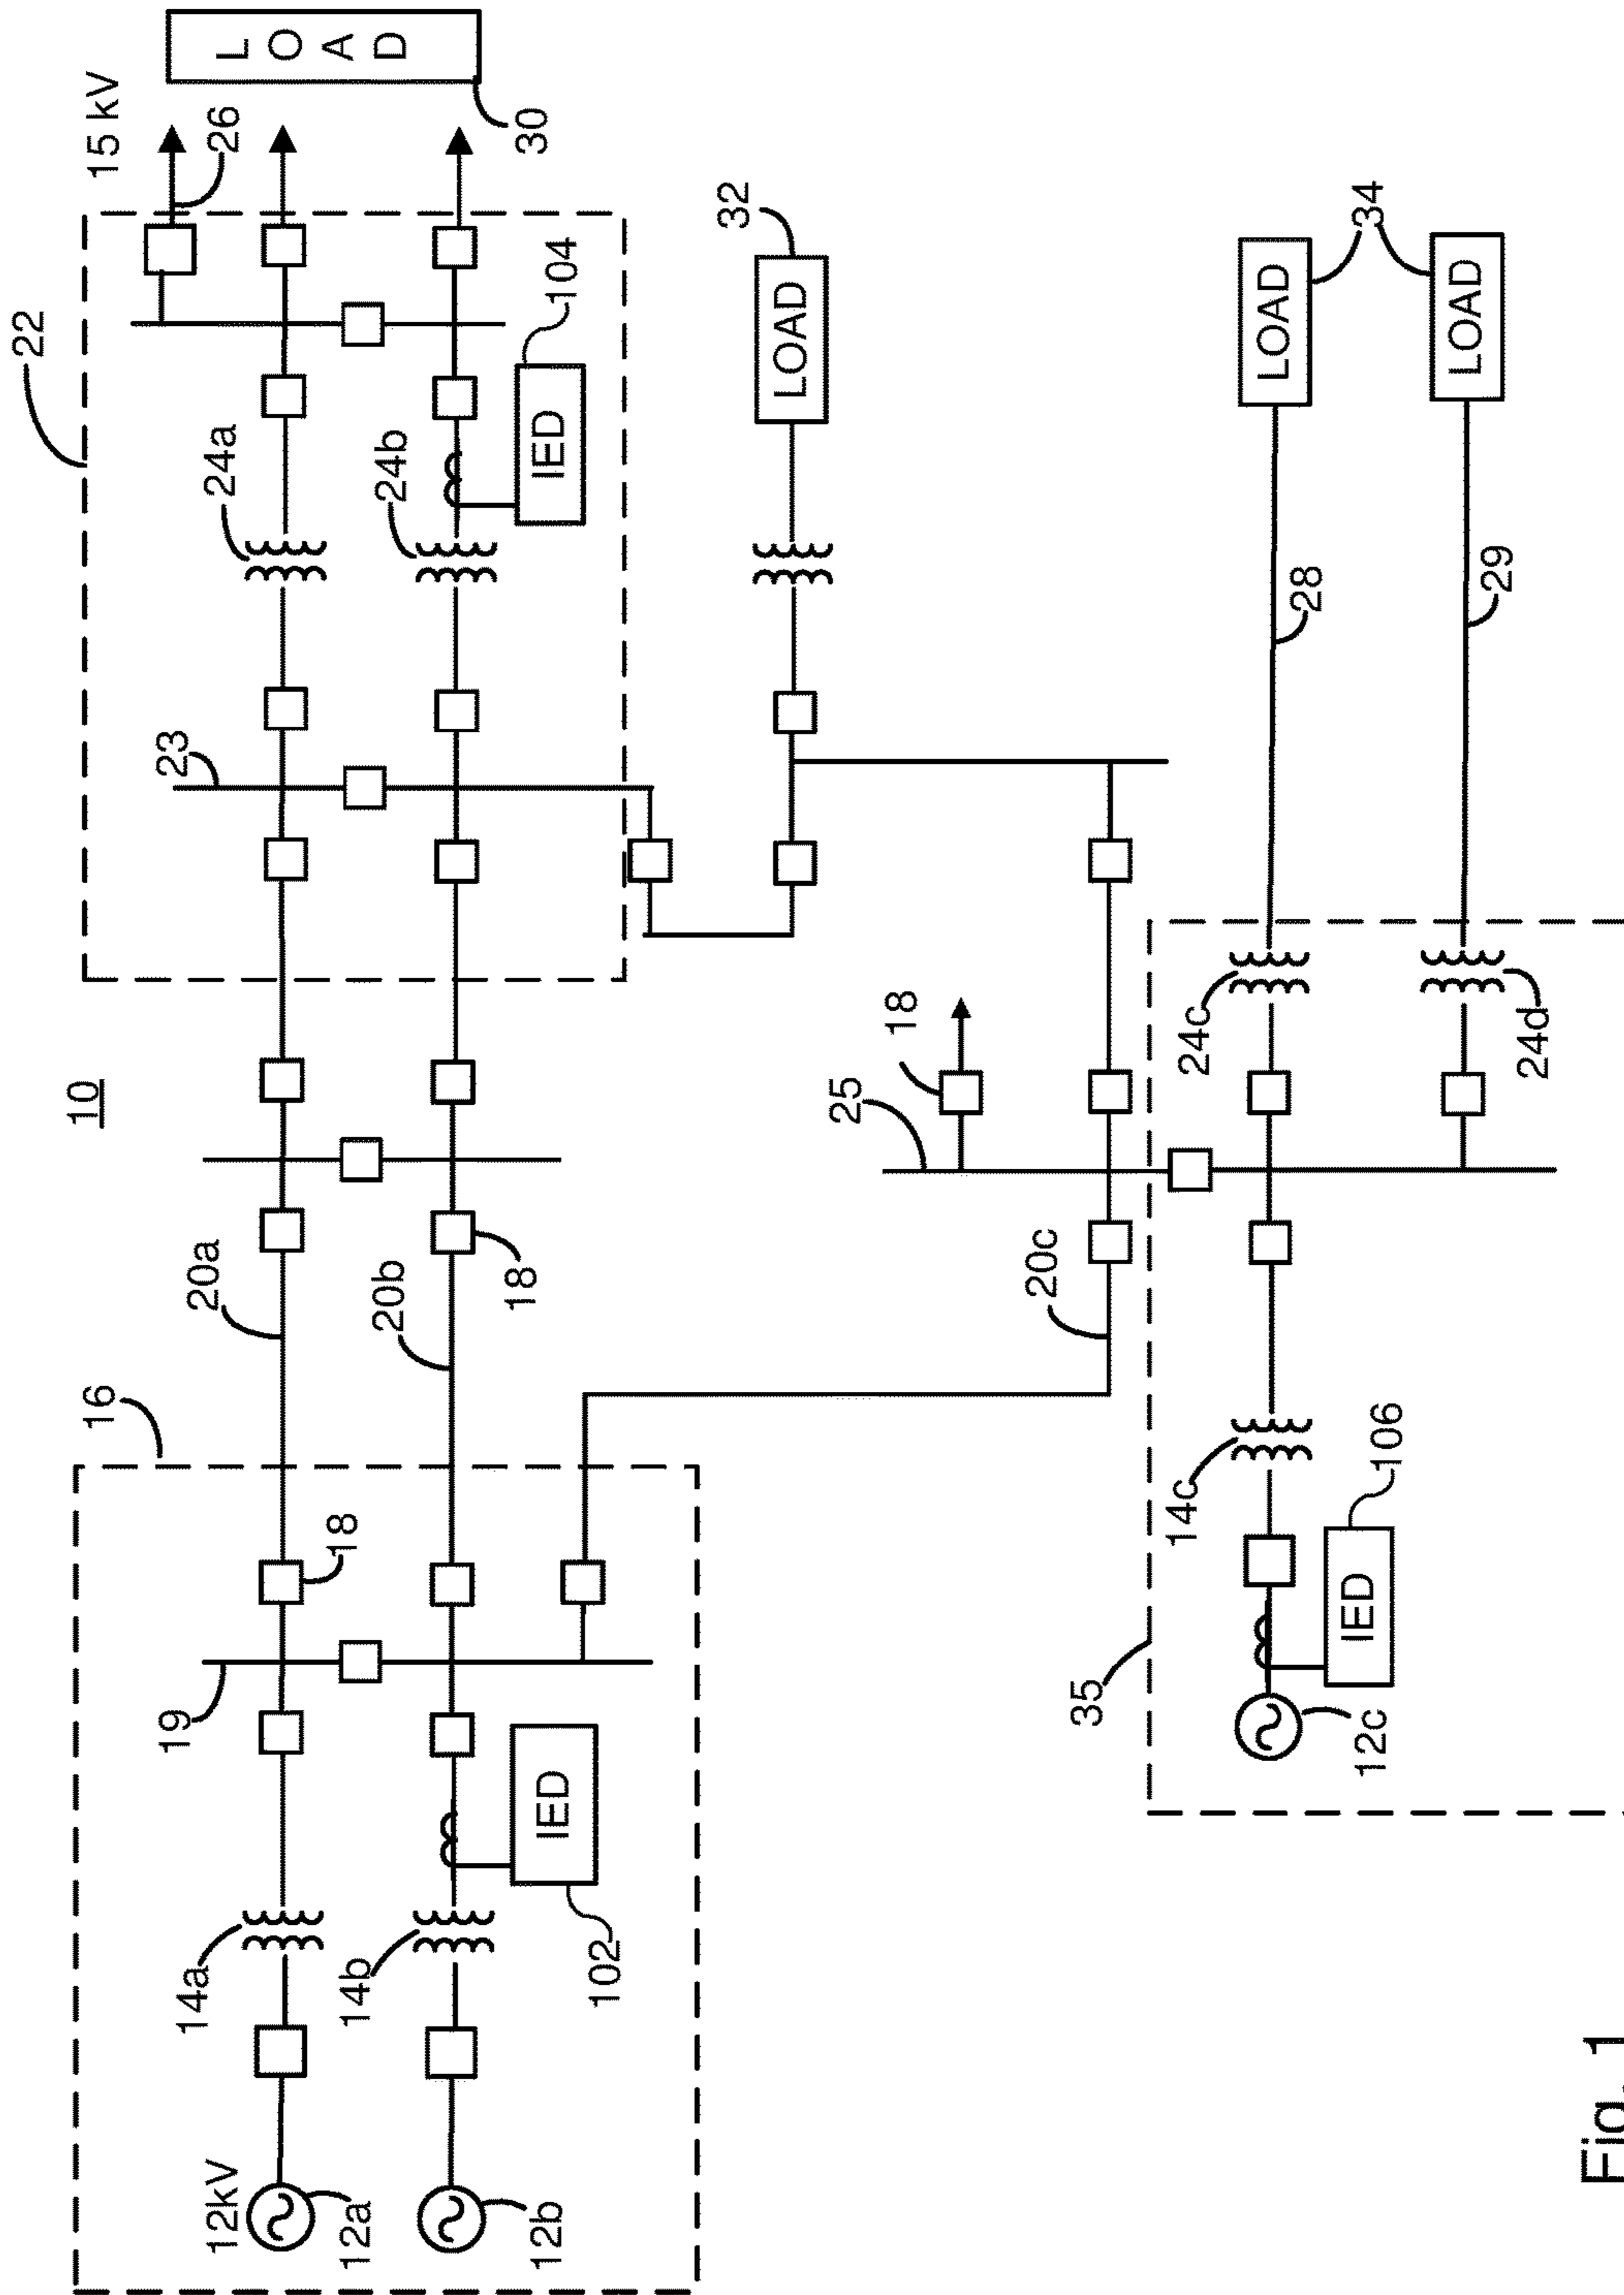 10
12kV
12a
14a
16
19
18
20a
12b
14b
IED
102
20b
18
22
23
24a
24b
IED
104
15 kV
26
LOAD
30
LOAD
32
25
18
20c
35
12c
IED
106
14c
24c
24d
28
29
LOAD
LOAD
34
Fig. 1